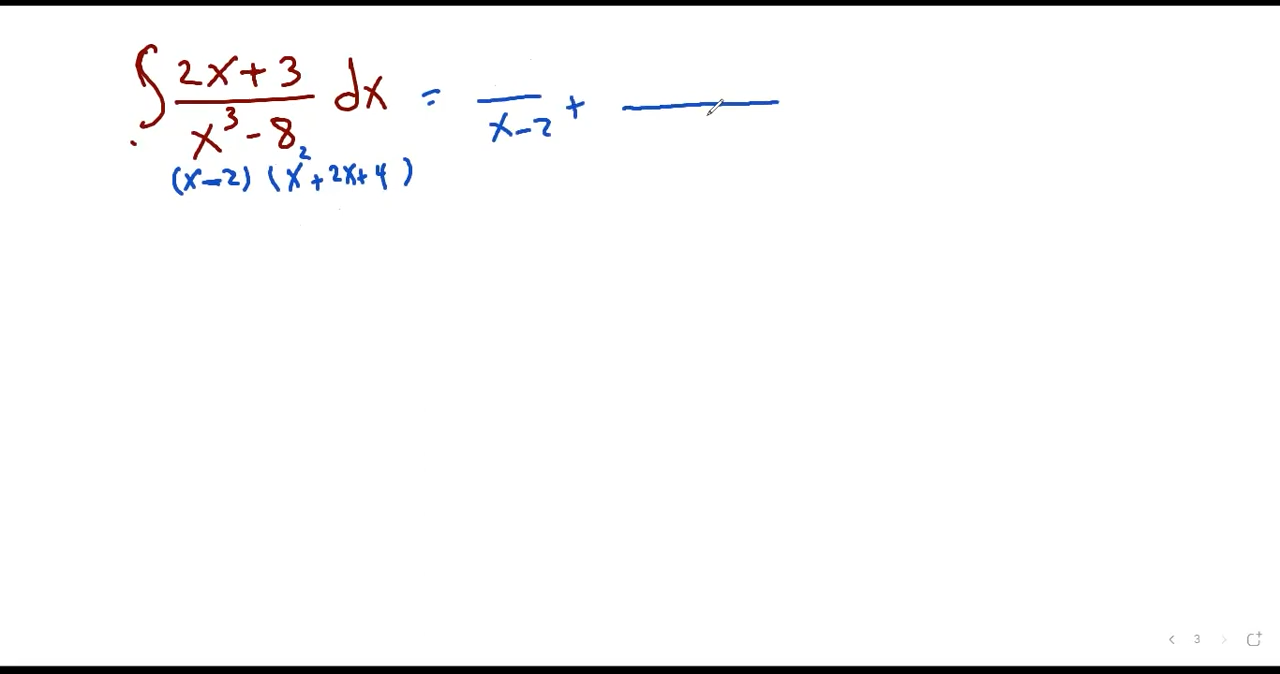 ∫ (2x + 3)/(x³ - 8) dx = ―/(x - 2) + ―
(x - 2) (x² + 2x + 4)
< 3 >